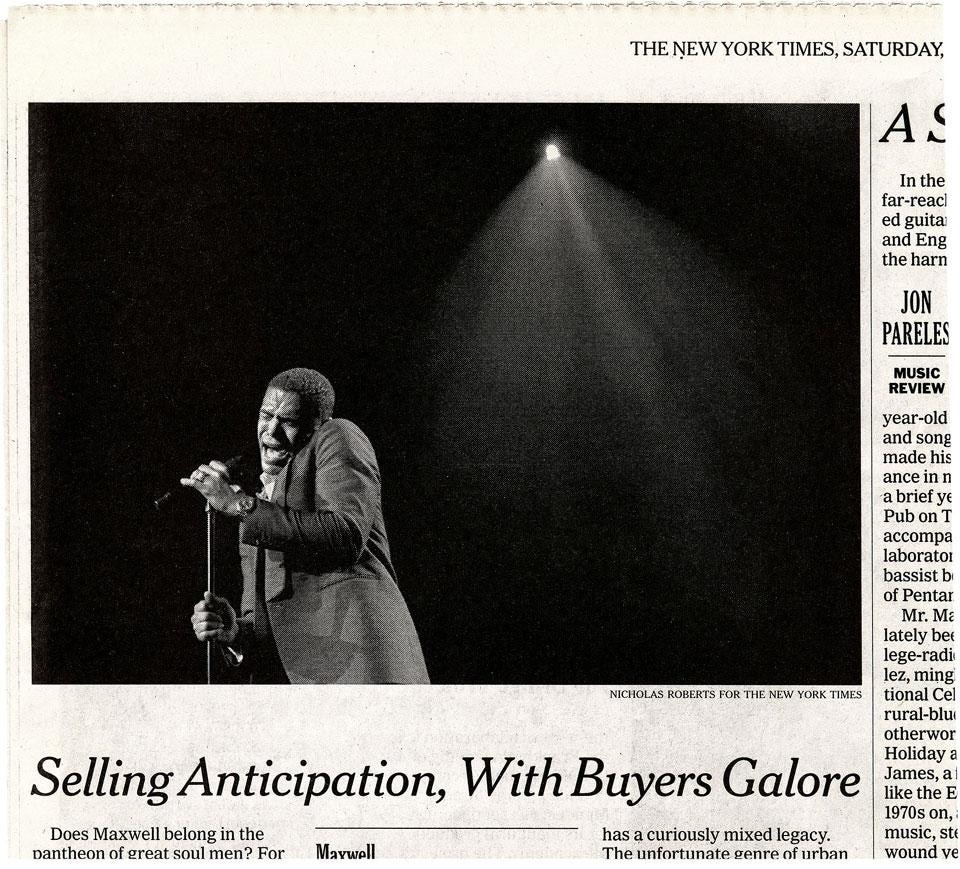 THE NEW YORK TIMES, SATURDAY,
NICHOLAS ROBERTS FOR THE NEW YORK TIMES
Selling Anticipation, With Buyers Galore
Does Maxwell belong in the
pantheon of great soul men? For
Maxwell
has a curiously mixed legacy.
The unfortunate genre of urban
A S
In the
far-reach
ed guita
and Eng
the harm
JON
PARELES
MUSIC
REVIEW
year-old
and song
made his
ance in n
a brief ye
Pub on T
accompa
laborator
bassist b
of Pentan
Mr. Ma
lately bee
lege-radi
lez, ming
tional Cel
rural-blu
otherwor
Holiday a
James, a
like the E
1970s on,
music, ste
wound ve